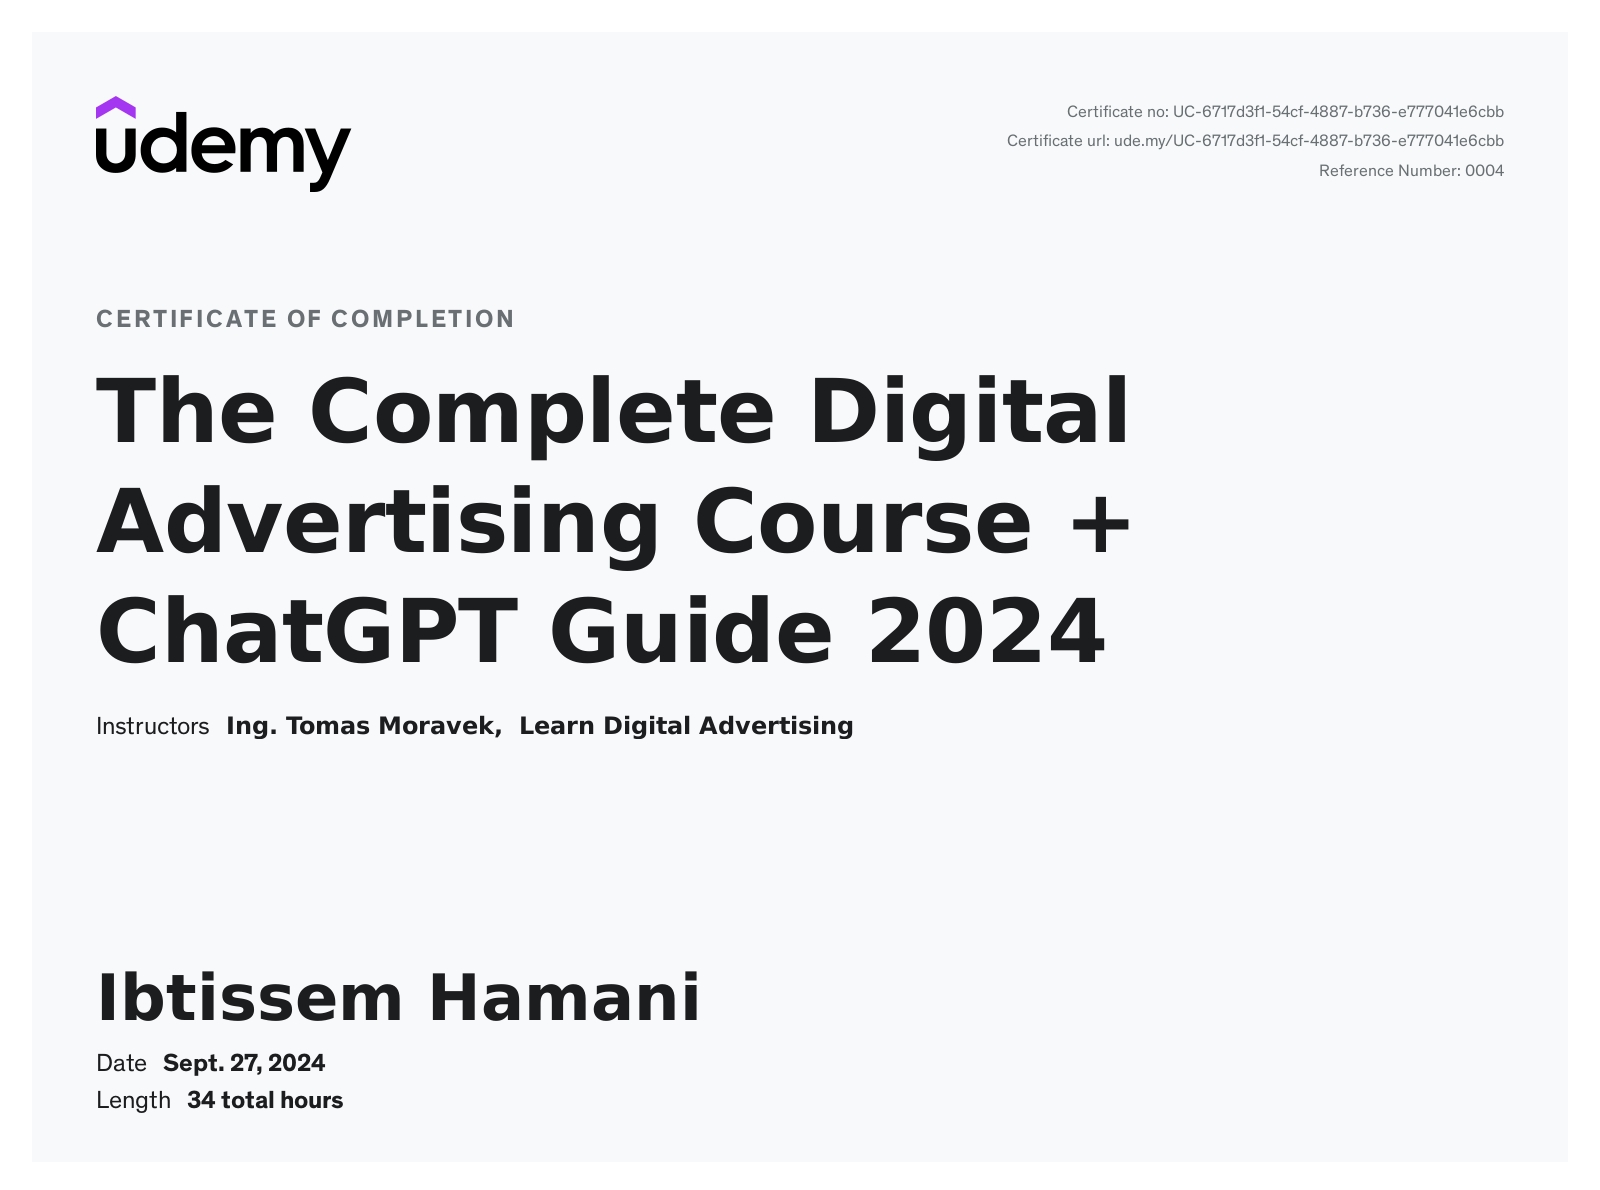 udemy
Certificate no: UC-6717d3f1-54cf-4887-b736-e777041e6cbb
Certificate url: ude.my/UC-6717d3f1-54cf-4887-b736-e777041e6cbb
Reference Number: 0004
CERTIFICATE OF COMPLETION
The Complete Digital
Advertising Course +
ChatGPT Guide 2024
Instructors Ing. Tomas Moravek, Learn Digital Advertising
Ibtissem Hamani
Date Sept. 27, 2024
Length 34 total hours